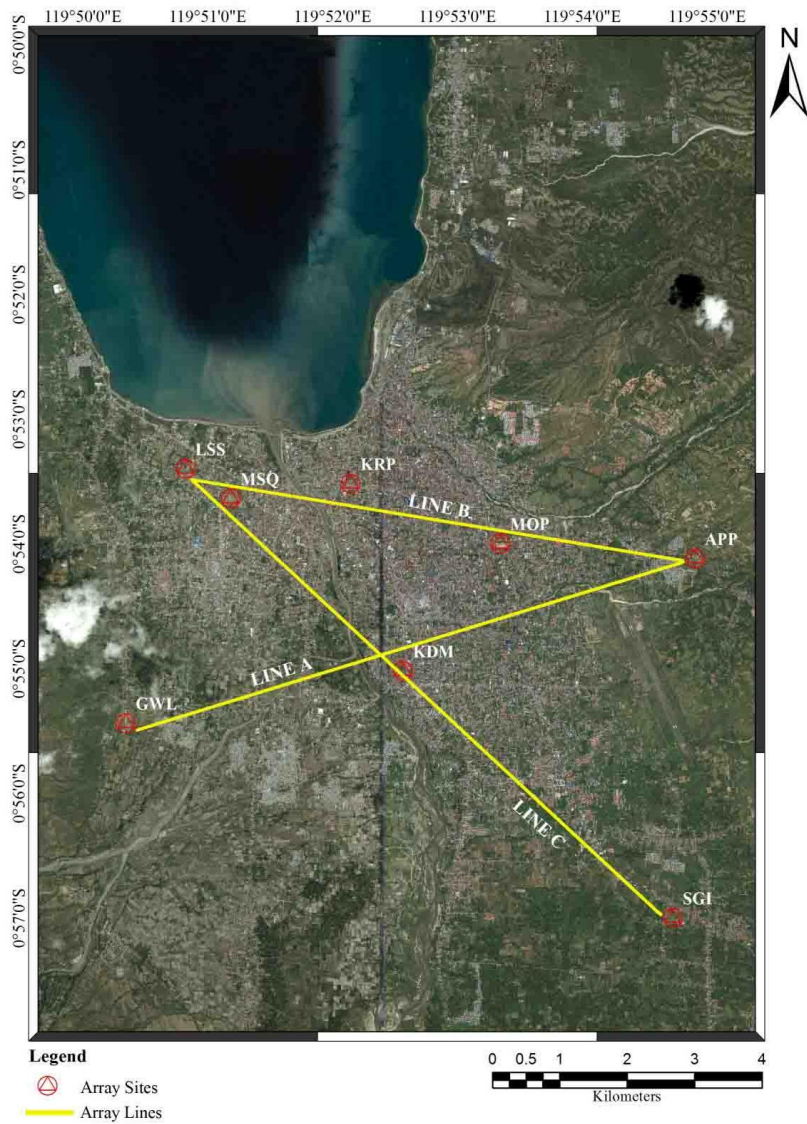 119°50'0"E 119°51'0"E 119°52'0"E 119°53'0"E 119°54'0"E 119°55'0"E
N
0°50'0"S
0°51'0"S
0°52'0"S
0°53'0"S
LSS
KRP
MSQ
LINE B
MOP
0°54'0"S
APP
KDM
0°55'0"S
LINE A
GWL
0°56'0"S
LINE C
SGI
0°57'0"S
Legend
Array Sites
Array Lines
0 0.5 1 2 3 4
Kilometers